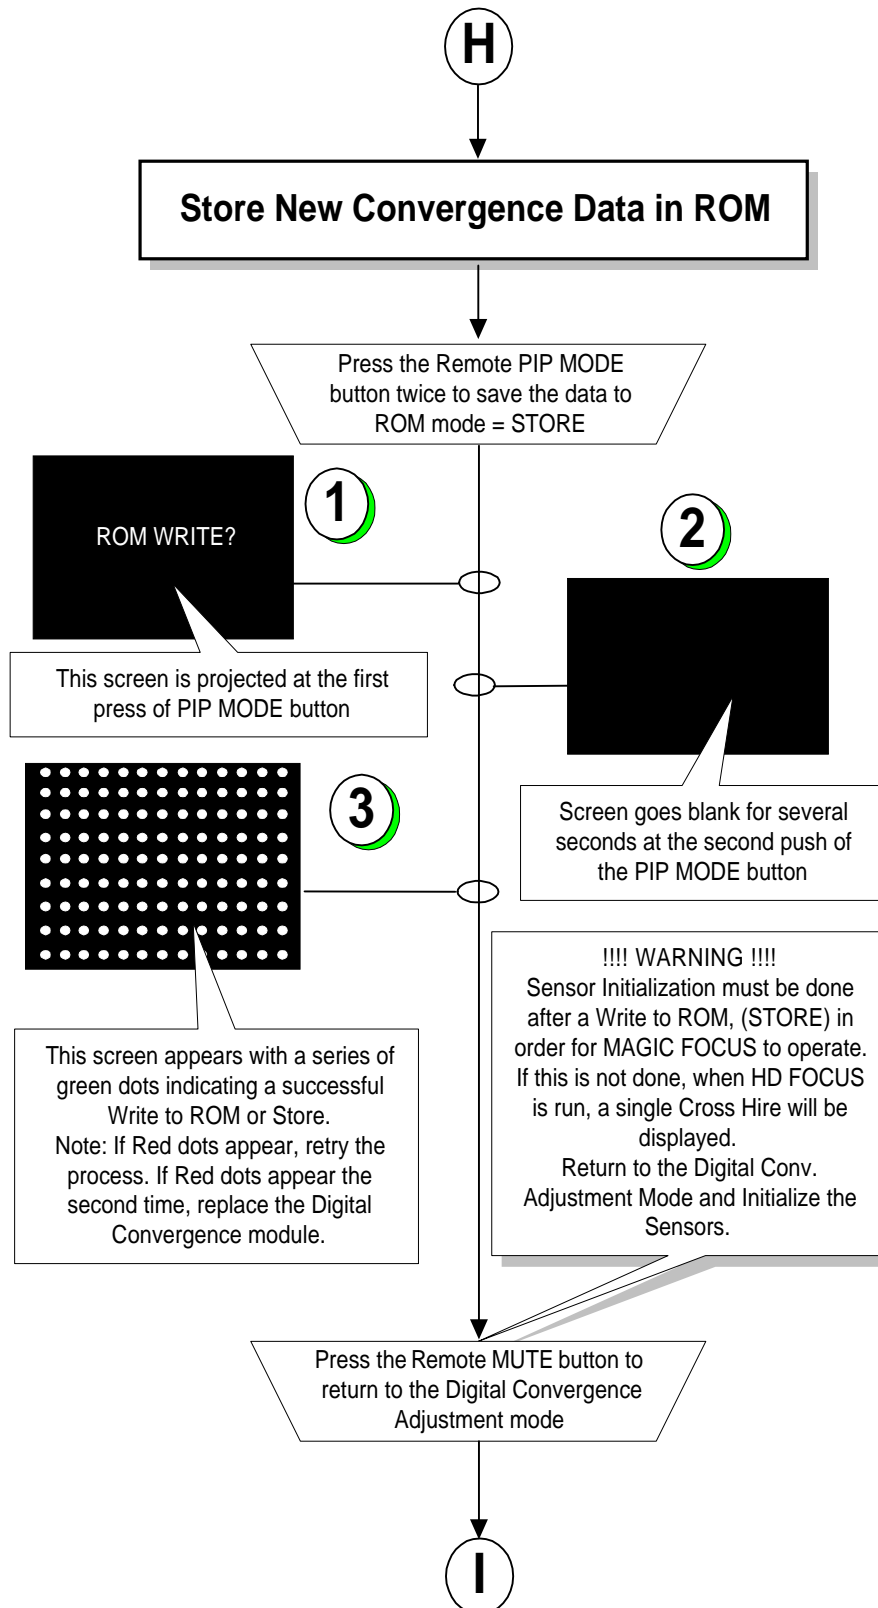 H
Store New Convergence Data in ROM
Press the Remote PIP MODE
button twice to save the data to
ROM mode = STORE
1
ROM WRITE?
This screen is projected at the first
press of PIP MODE button
2
Screen goes blank for several
seconds at the second push of
the PIP MODE button
3
This screen appears with a series of
green dots indicating a successful
Write to ROM or Store.
Note: If Red dots appear, retry the
process. If Red dots appear the
second time, replace the Digital
Convergence module.
!!!! WARNING !!!!
Sensor Initialization must be done
after a Write to ROM, (STORE) in
order for MAGIC FOCUS to operate.
If this is not done, when HD FOCUS
is run, a single Cross Hire will be
displayed.
Return to the Digital Conv.
Adjustment Mode and Initialize the
Sensors.
Press the Remote MUTE button to
return to the Digital Convergence
Adjustment mode
I